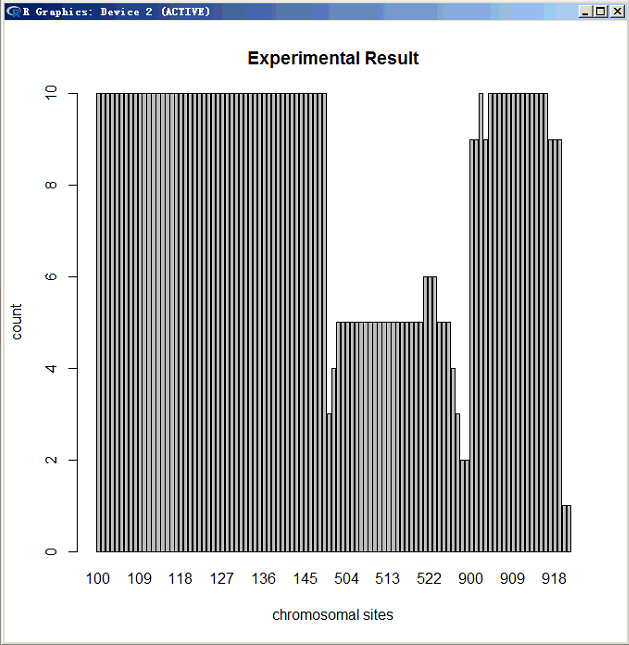 R Graphics: Device 2 (ACTIVE)
Experimental Result
10
8
6
4
2
0
count
100 109 118 127 136 145 504 513 522 900 909 918
chromosomal sites